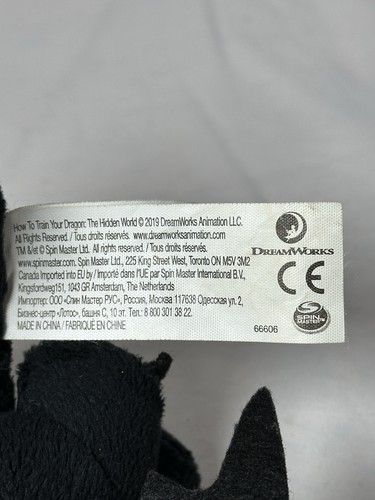 How To Train Your Dragon: The Hidden World © 2019 DreamWorks Animation LLC.
All Rights Reserved. / Tous droits réservés. www.dreamworksanimation.com
TM &/et © Spin Master Ltd. All Rights Reserved. / Tous droits réservés.
www.spinmaster.com. Spin Master Ltd., 225 King Street West, Toronto ON M5V 3M2
Canada Imported into EU by / Importé dans l'UE par Spin Master International B.V.,
Kingsfordweg151, 1043 GR Amsterdam, The Netherlands
Импортер: ООО «Спин Мастер РУС», Россия, Москва 117638 Одесская ул. 2,
Бизнес-центр «Лотос», башня С, 10 эт. Тел.: 8 800 301 38 22.
MADE IN CHINA / FABRIQUÉ EN CHINE
66606
DREAMWORKS
CE
SPIN
MASTER